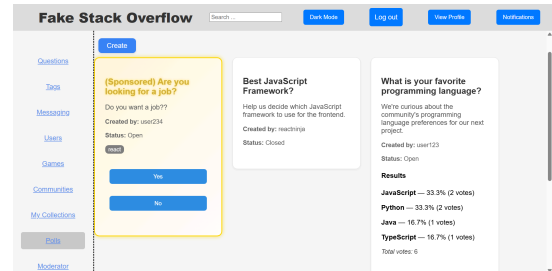 Fake Stack Overflow
Search ...
Dark Mode
Log out
View Profile
Notifications
Questions
Tags
Messaging
Users
Games
Communities
My Collections
Polls
Moderator
Create
(Sponsored) Are you
looking for a job?
Do you want a job??
Created by: user234
Status: Open
react
Yes
No
Best JavaScript
Framework?
Help us decide which JavaScript
framework to use for the frontend.
Created by: reactninja
Status: Closed
What is your favorite
programming language?
We're curious about the
community's programming
language preferences for our next
project.
Created by: user123
Status: Open
Results
JavaScript — 33.3% (2 votes)
Python — 33.3% (2 votes)
Java — 16.7% (1 votes)
TypeScript — 16.7% (1 votes)
Total votes: 6